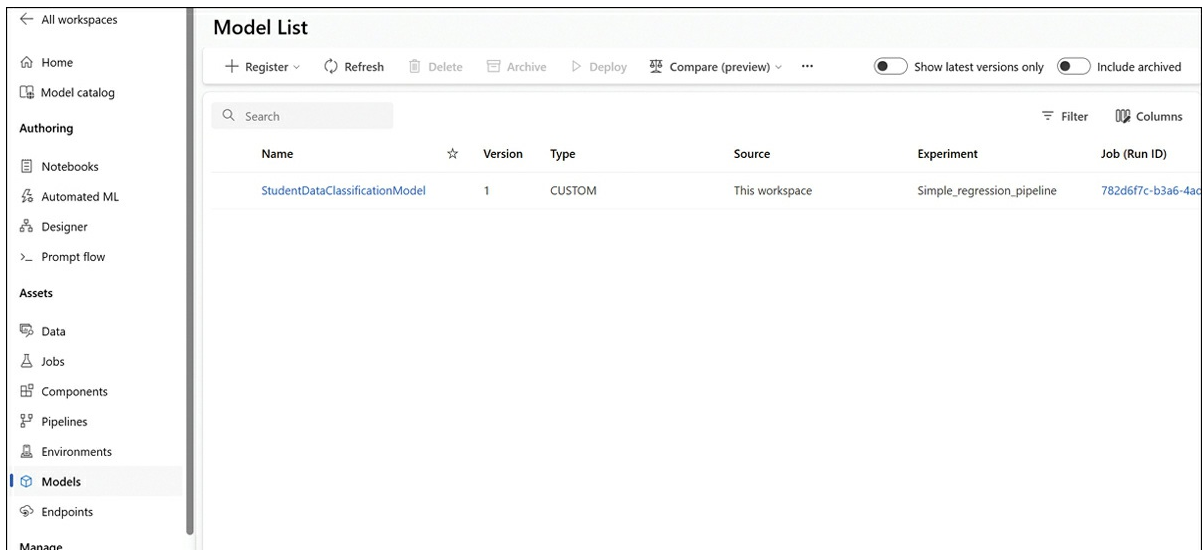 All workspaces
Home
Model catalog
Authoring
Notebooks
Automated ML
Designer
Prompt flow
Assets
Data
Jobs
Components
Pipelines
Environments
Models
Endpoints
Manage
Model List
Register Refresh Delete Archive Deploy Compare (preview) ... Show latest versions only Include archived
Search Filter Columns
Name Version Type Source Experiment Job (Run ID)
StudentDataClassificationModel 1 CUSTOM This workspace Simple_regression_pipeline 782d6f7c-b3a6-4ac